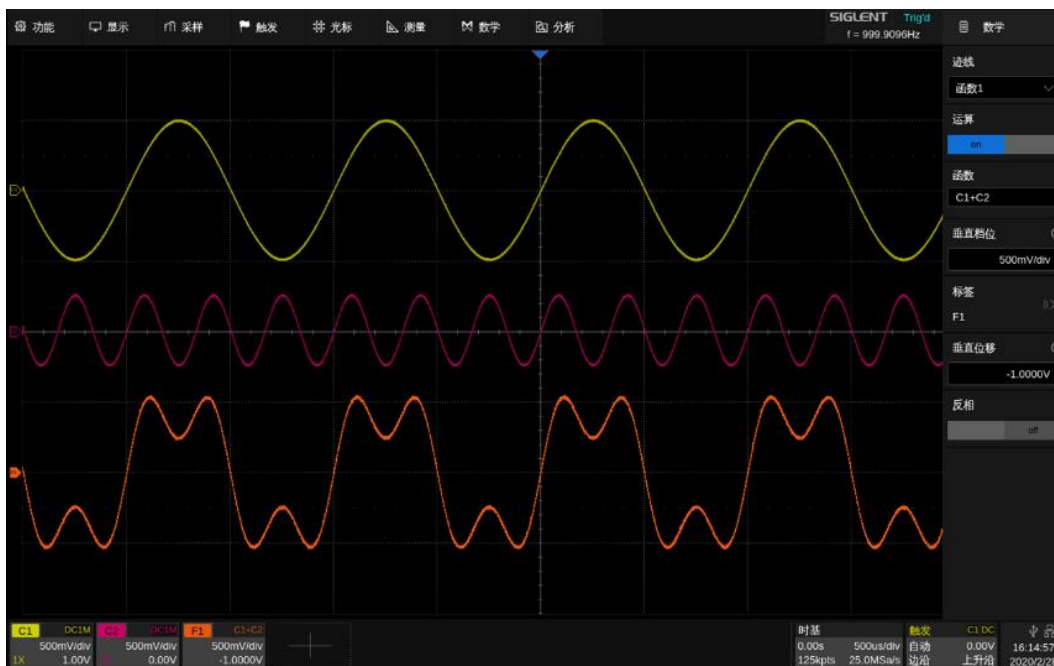 功能 显示 采样 触发 光标 测量 数学 分析 SIGLENT Trig'd 数学
f = 999.9096Hz
迹线
函数1
运算
on
函数
C1+C2
垂直档位
500mV/div
标签
F1
垂直位移
-1.0000V
反相
off
C1 DC1M C2 DC1M F1 C1+C2 时基 触发 C1 DC
500mV/div 500mV/div 500mV/div 0.00s 500us/div 自动 0.00V 16:14:57
1X 1.00V 0.00V -1.0000V 125kpts 25.0MSa/s 边沿 上升沿